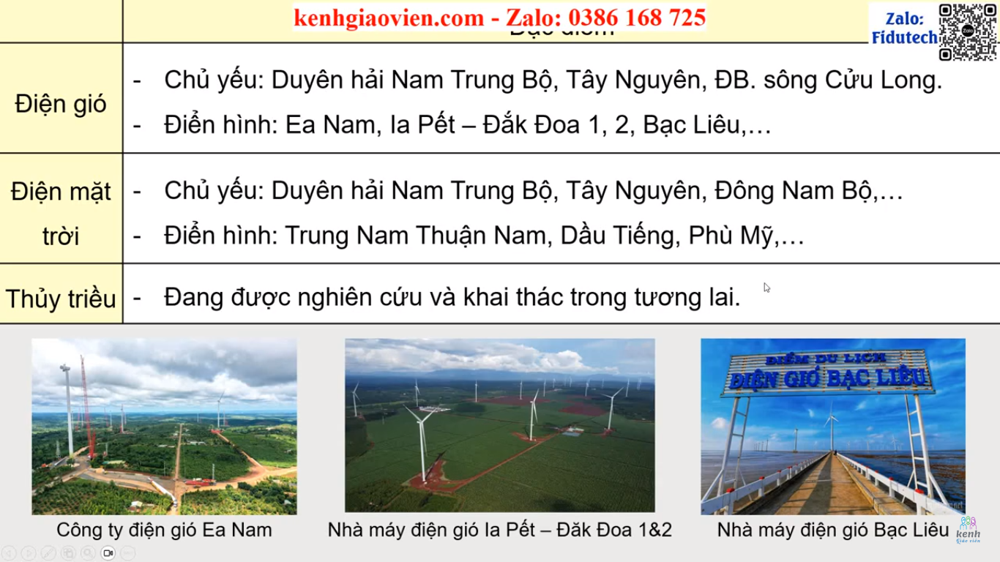 kenhgiaovien.com - Zalo: 0386 168 725
Zalo:
Fidutech
Zalo
Đặc điểm
Điện gió
- Chủ yếu: Duyên hải Nam Trung Bộ, Tây Nguyên, ĐB. sông Cửu Long.
- Điển hình: Ea Nam, Ia Pết – Đắk Đoa 1, 2, Bạc Liêu,…
Điện mặt
trời
- Chủ yếu: Duyên hải Nam Trung Bộ, Tây Nguyên, Đông Nam Bộ,…
- Điển hình: Trung Nam Thuận Nam, Dầu Tiếng, Phù Mỹ,…
Thủy triều
- Đang được nghiên cứu và khai thác trong tương lai.
ĐIỂM DU LỊCH
ĐIỆN GIÓ BẠC LIÊU
Công ty điện gió Ea Nam
Nhà máy điện gió Ia Pết – Đăk Đoa 1&2
Nhà máy điện gió Bạc Liêu
kenh
Giáo viên